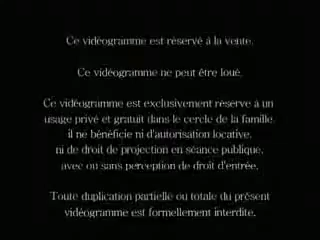 Ce vidéogramme est réservé à la vente.
Ce vidéogramme ne peut être loué.
Ce vidéogramme est exclusivement réservé à un
usage privé et gratuit dans le cercle de la famille,
il ne bénéficie ni d'autorisation locative,
ni de droit de projection en séance publique,
avec ou sans perception de droit d'entrée.
Toute duplication partielle ou totale du présent
vidéogramme est formellement interdite.